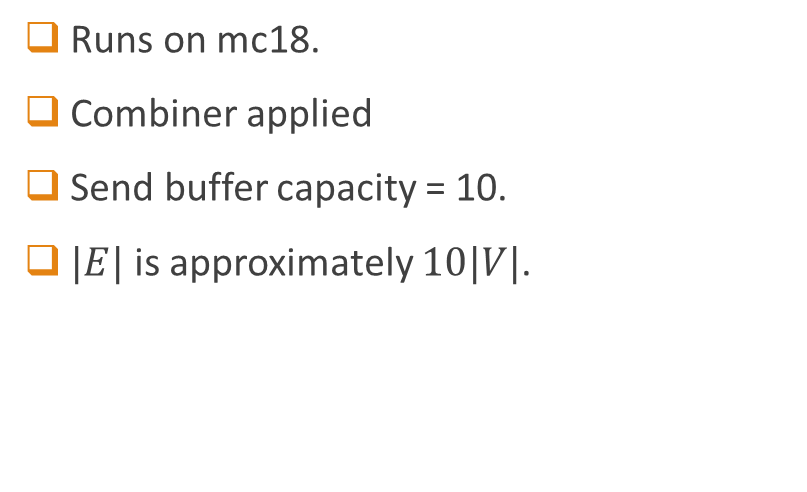 ❑ Runs on mc18.
❑ Combiner applied
❑ Send buffer capacity = 10.
❑ |E| is approximately 10|V|.